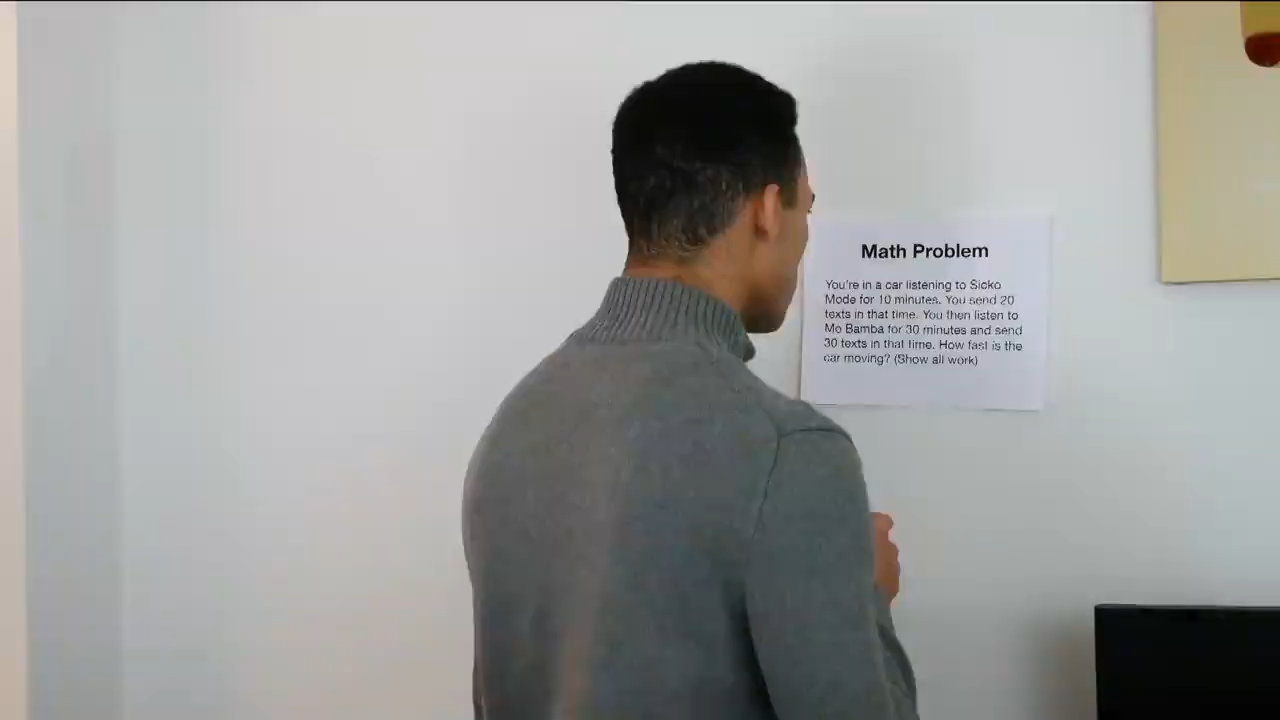 Math Problem
You're in a car listening to Sicko
Mode for 10 minutes. You send 20
texts in that time. You then listen to
Mo Bamba for 30 minutes and send
30 texts in that time. How fast is the
car moving? (Show all work)